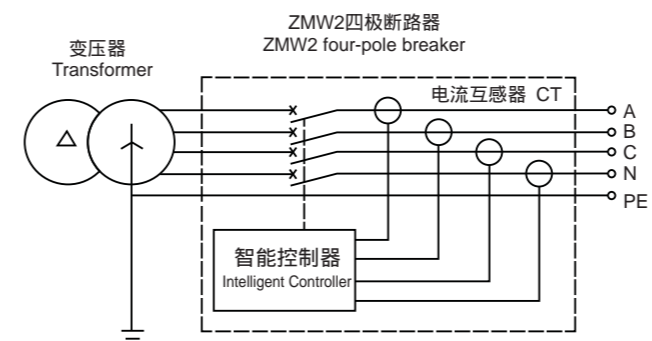 ZMW2四极断路器
ZMW2 four-pole breaker
变压器
Transformer
电流互感器 CT
A
B
C
N
PE
智能控制器
Intelligent Controller